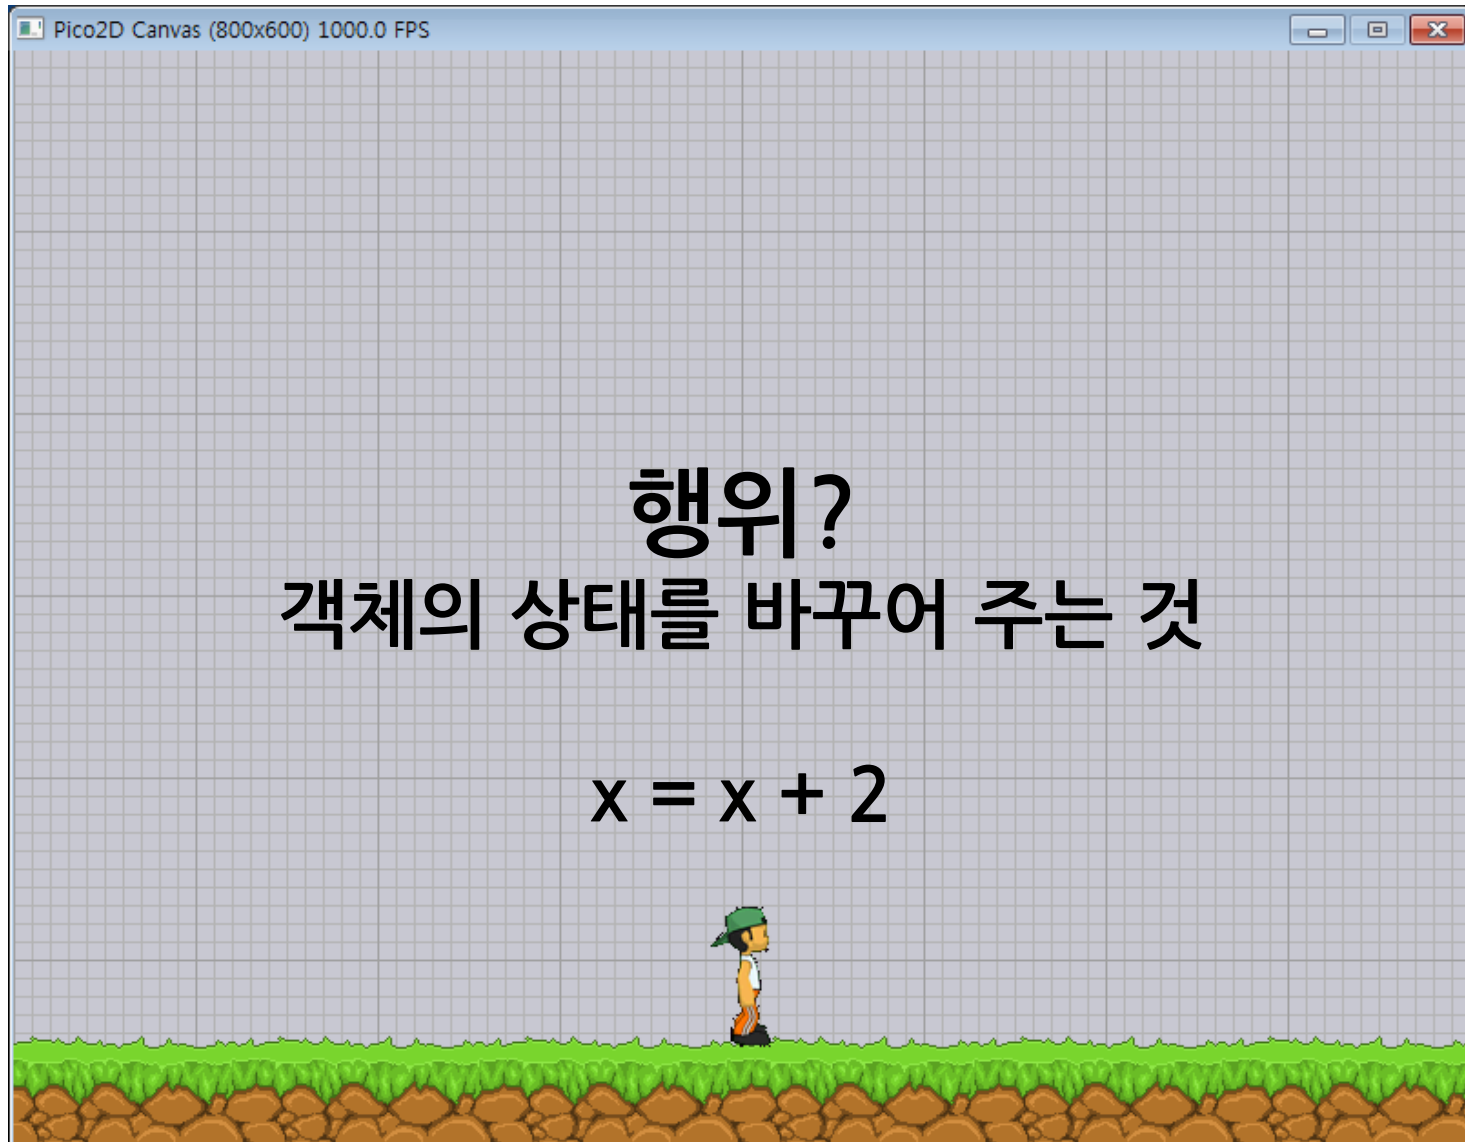 Pico2D Canvas (800x600) 1000.0 FPS
행위?
객체의 상태를 바꾸어 주는 것
x = x + 2